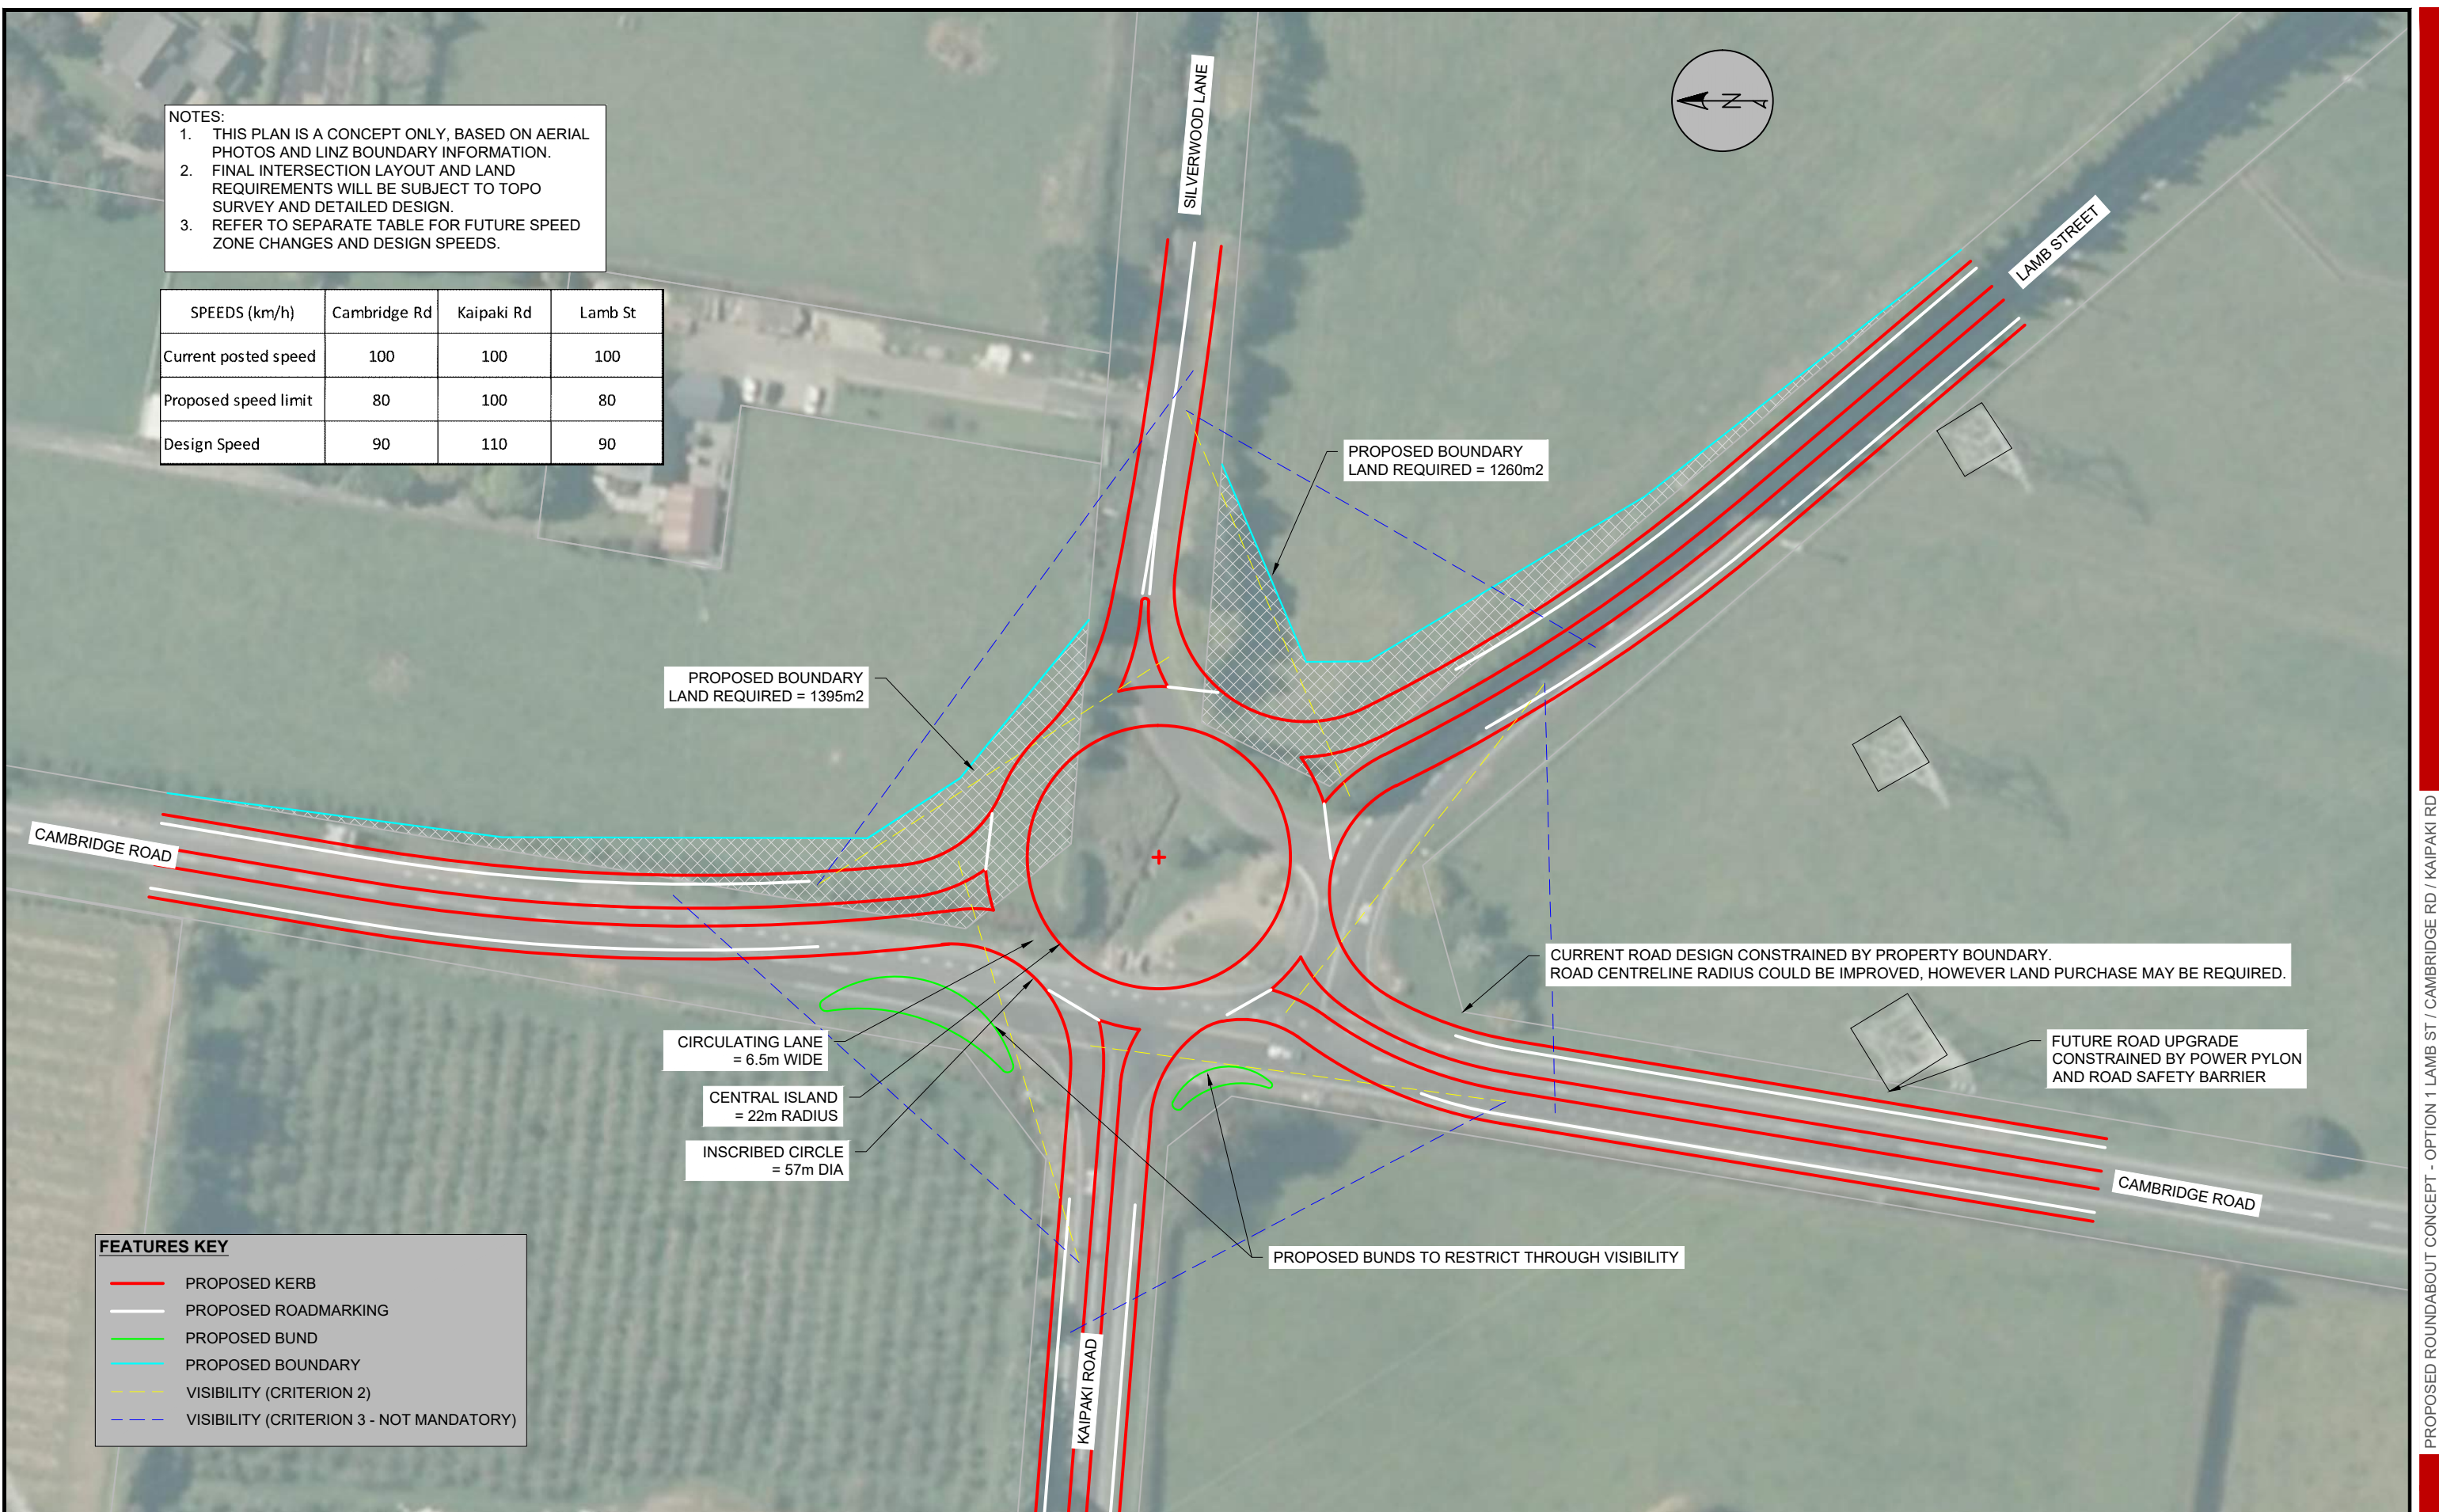 SILVERWOOD LANE
N
NOTES:
1. THIS PLAN IS A CONCEPT ONLY, BASED ON AERIAL
PHOTOS AND LINZ BOUNDARY INFORMATION.
2. FINAL INTERSECTION LAYOUT AND LAND
REQUIREMENTS WILL BE SUBJECT TO TOPO
SURVEY AND DETAILED DESIGN.
3. REFER TO SEPARATE TABLE FOR FUTURE SPEED
ZONE CHANGES AND DESIGN SPEEDS.
LAMB STREET
SPEEDS (km/h) Cambridge Rd Kaipaki Rd Lamb St
Current posted speed 100 100 100
Proposed speed limit 80 100 80
Design Speed 90 110 90
PROPOSED BOUNDARY
LAND REQUIRED = 1260m2
PROPOSED BOUNDARY
LAND REQUIRED = 1395m2
CAMBRIDGE ROAD
CURRENT ROAD DESIGN CONSTRAINED BY PROPERTY BOUNDARY.
ROAD CENTRELINE RADIUS COULD BE IMPROVED, HOWEVER LAND PURCHASE MAY BE REQUIRED.
CIRCULATING LANE
= 6.5m WIDE
FUTURE ROAD UPGRADE
CONSTRAINED BY POWER PYLON
AND ROAD SAFETY BARRIER
CENTRAL ISLAND
= 22m RADIUS
INSCRIBED CIRCLE
= 57m DIA
CAMBRIDGE ROAD
PROPOSED BUNDS TO RESTRICT THROUGH VISIBILITY
KAIPAKI ROAD
FEATURES KEY
PROPOSED KERB
PROPOSED ROADMARKING
PROPOSED BUND
PROPOSED BOUNDARY
VISIBILITY (CRITERION 2)
VISIBILITY (CRITERION 3 - NOT MANDATORY)
PROPOSED ROUNDABOUT CONCEPT - OPTION 1 LAMB ST / CAMBRIDGE RD / KAIPAKI RD